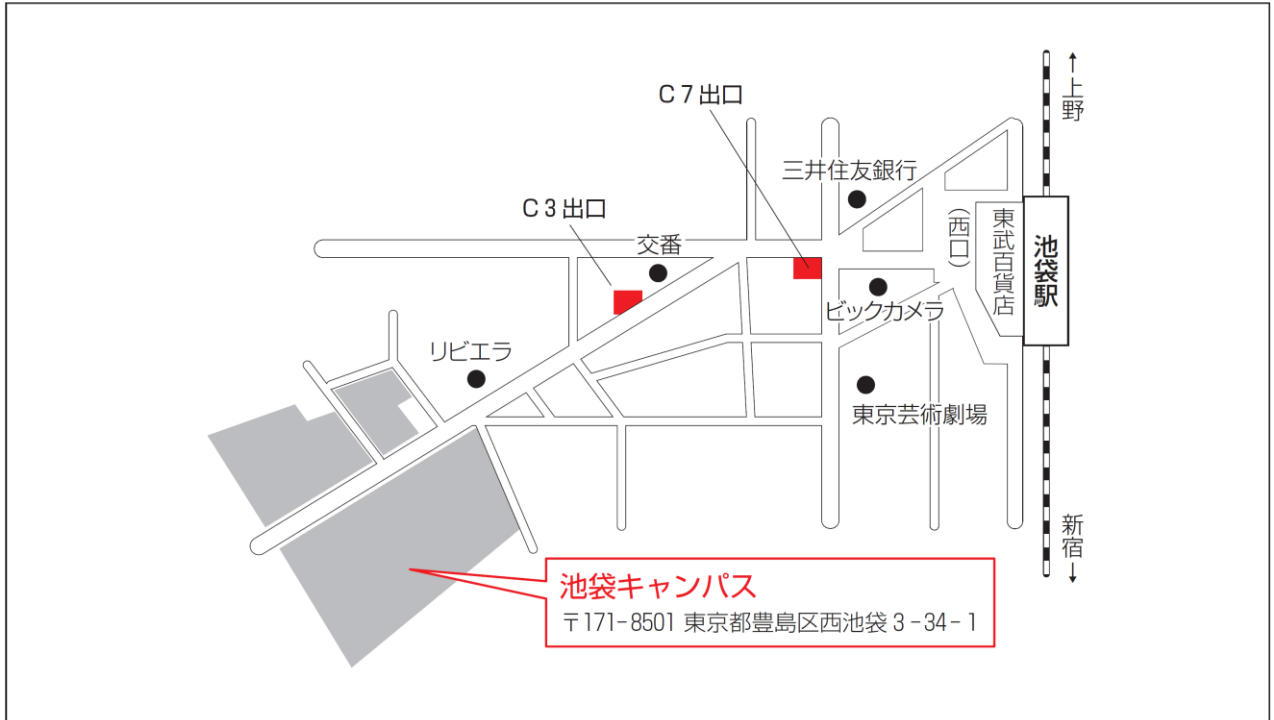 C7出口
↑上野
三井住友銀行
C3出口
交番
(西口)
東武百貨店
池袋駅
ビックカメラ
リビエラ
東京芸術劇場
新宿↓
池袋キャンパス
〒171-8501 東京都豊島区西池袋3-34-1